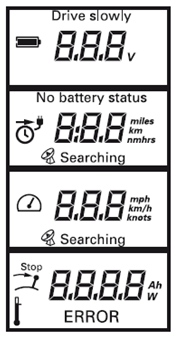 Drive slowly
8.8.8 V
No battery status
8:8.8 miles
km
nmhrs
Searching
8.8.8 mph
km/h
knots
Searching
Stop
8.8.8.8 Ah
W
ERROR